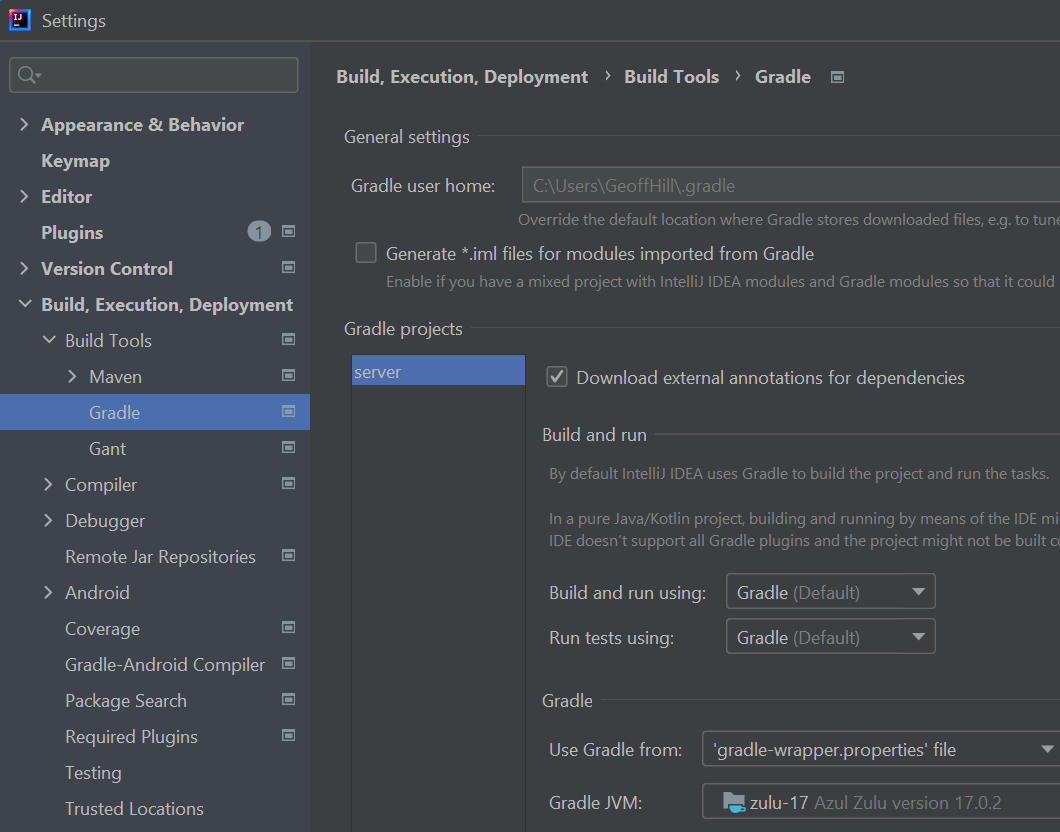 Settings
Appearance & Behavior
Keymap
Editor
Plugins 1
Version Control
Build, Execution, Deployment
Build Tools
Maven
Gradle
Gant
Compiler
Debugger
Remote Jar Repositories
Android
Coverage
Gradle-Android Compiler
Package Search
Required Plugins
Testing
Trusted Locations
Build, Execution, Deployment › Build Tools › Gradle
General settings
Gradle user home: C:\Users\GeoffHill\.gradle
Override the default location where Gradle stores downloaded files, e.g. to tune
Generate *.iml files for modules imported from Gradle
Enable if you have a mixed project with IntelliJ IDEA modules and Gradle modules so that it could
Gradle projects
server
Download external annotations for dependencies
Build and run
By default IntelliJ IDEA uses Gradle to build the project and run the tasks.
In a pure Java/Kotlin project, building and running by means of the IDE mi
IDE doesn't support all Gradle plugins and the project might not be built co
Build and run using: Gradle (Default)
Run tests using: Gradle (Default)
Gradle
Use Gradle from: 'gradle-wrapper.properties' file
Gradle JVM: zulu-17 Azul Zulu version 17.0.2